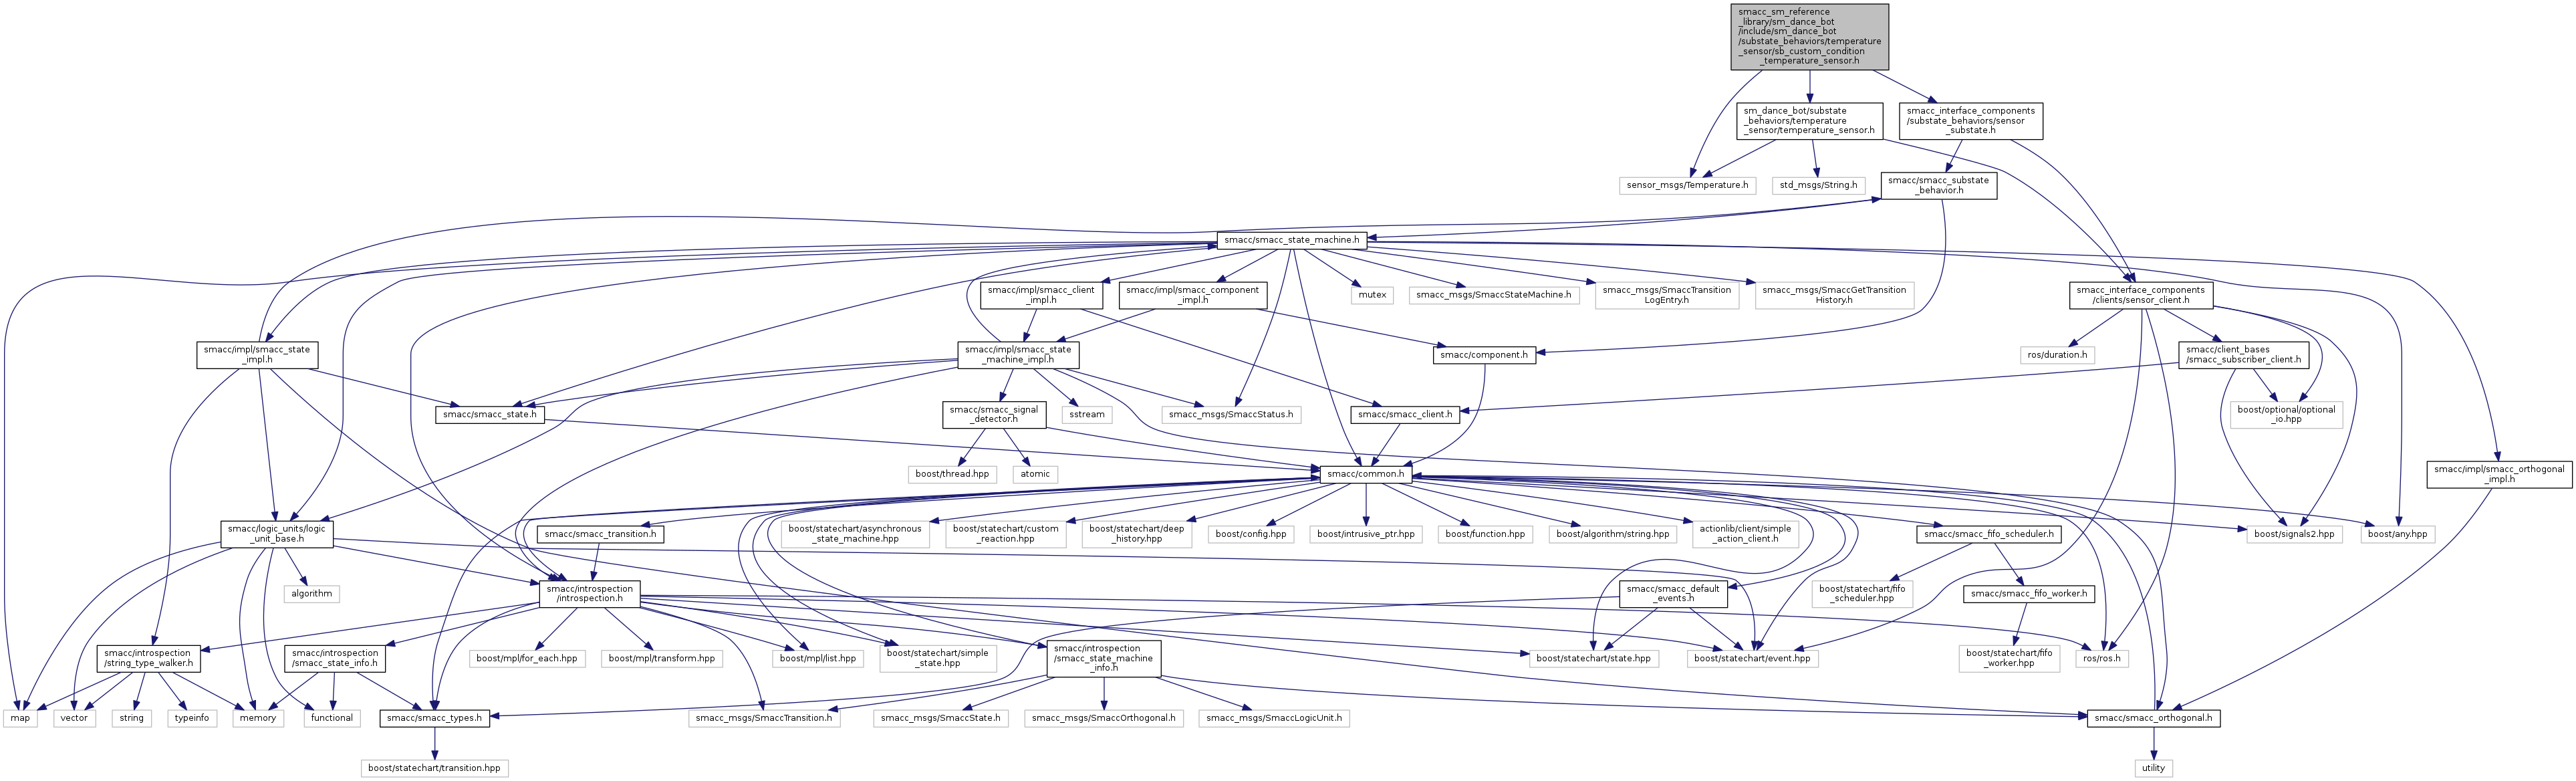 smacc_sm_reference
_library/sm_dance_bot
/include/sm_dance_bot
/substate_behaviors/temperature
_sensor/sb_custom_condition
_temperature_sensor.h
sm_dance_bot/substate
_behaviors/temperature
_sensor/temperature_sensor.h
smacc_interface_components
/substate_behaviors/sensor
_substate.h
sensor_msgs/Temperature.h
std_msgs/String.h
smacc/smacc_substate
_behavior.h
smacc/smacc_state_machine.h
smacc/impl/smacc_client
_impl.h
smacc/impl/smacc_component
_impl.h
mutex
smacc_msgs/SmaccStateMachine.h
smacc_msgs/SmaccTransition
LogEntry.h
smacc_msgs/SmaccGetTransition
History.h
smacc_interface_components
/clients/sensor_client.h
smacc/impl/smacc_state
_impl.h
smacc/impl/smacc_state
_machine_impl.h
smacc/component.h
ros/duration.h
smacc/client_bases
/smacc_subscriber_client.h
smacc/smacc_state.h
smacc/smacc_signal
_detector.h
sstream
smacc_msgs/SmaccStatus.h
smacc/smacc_client.h
boost/optional/optional
_io.hpp
boost/thread.hpp
atomic
smacc/common.h
smacc/impl/smacc_orthogonal
_impl.h
smacc/logic_units/logic
_unit_base.h
smacc/smacc_transition.h
boost/statechart/asynchronous
_state_machine.hpp
boost/statechart/custom
_reaction.hpp
boost/statechart/deep
_history.hpp
boost/config.hpp
boost/intrusive_ptr.hpp
boost/function.hpp
boost/algorithm/string.hpp
actionlib/client/simple
_action_client.h
smacc/smacc_fifo_scheduler.h
boost/signals2.hpp
boost/any.hpp
algorithm
smacc/introspection
/introspection.h
smacc/smacc_default
_events.h
boost/statechart/fifo
_scheduler.hpp
smacc/smacc_fifo_worker.h
smacc/introspection
/string_type_walker.h
smacc/introspection
/smacc_state_info.h
boost/mpl/for_each.hpp
boost/mpl/transform.hpp
boost/mpl/list.hpp
boost/statechart/simple
_state.hpp
smacc/introspection
/smacc_state_machine
_info.h
boost/statechart/state.hpp
boost/statechart/event.hpp
boost/statechart/fifo
_worker.hpp
ros/ros.h
map
vector
string
typeinfo
memory
functional
smacc/smacc_types.h
smacc_msgs/SmaccTransition.h
smacc_msgs/SmaccState.h
smacc_msgs/SmaccOrthogonal.h
smacc_msgs/SmaccLogicUnit.h
smacc/smacc_orthogonal.h
boost/statechart/transition.hpp
utility